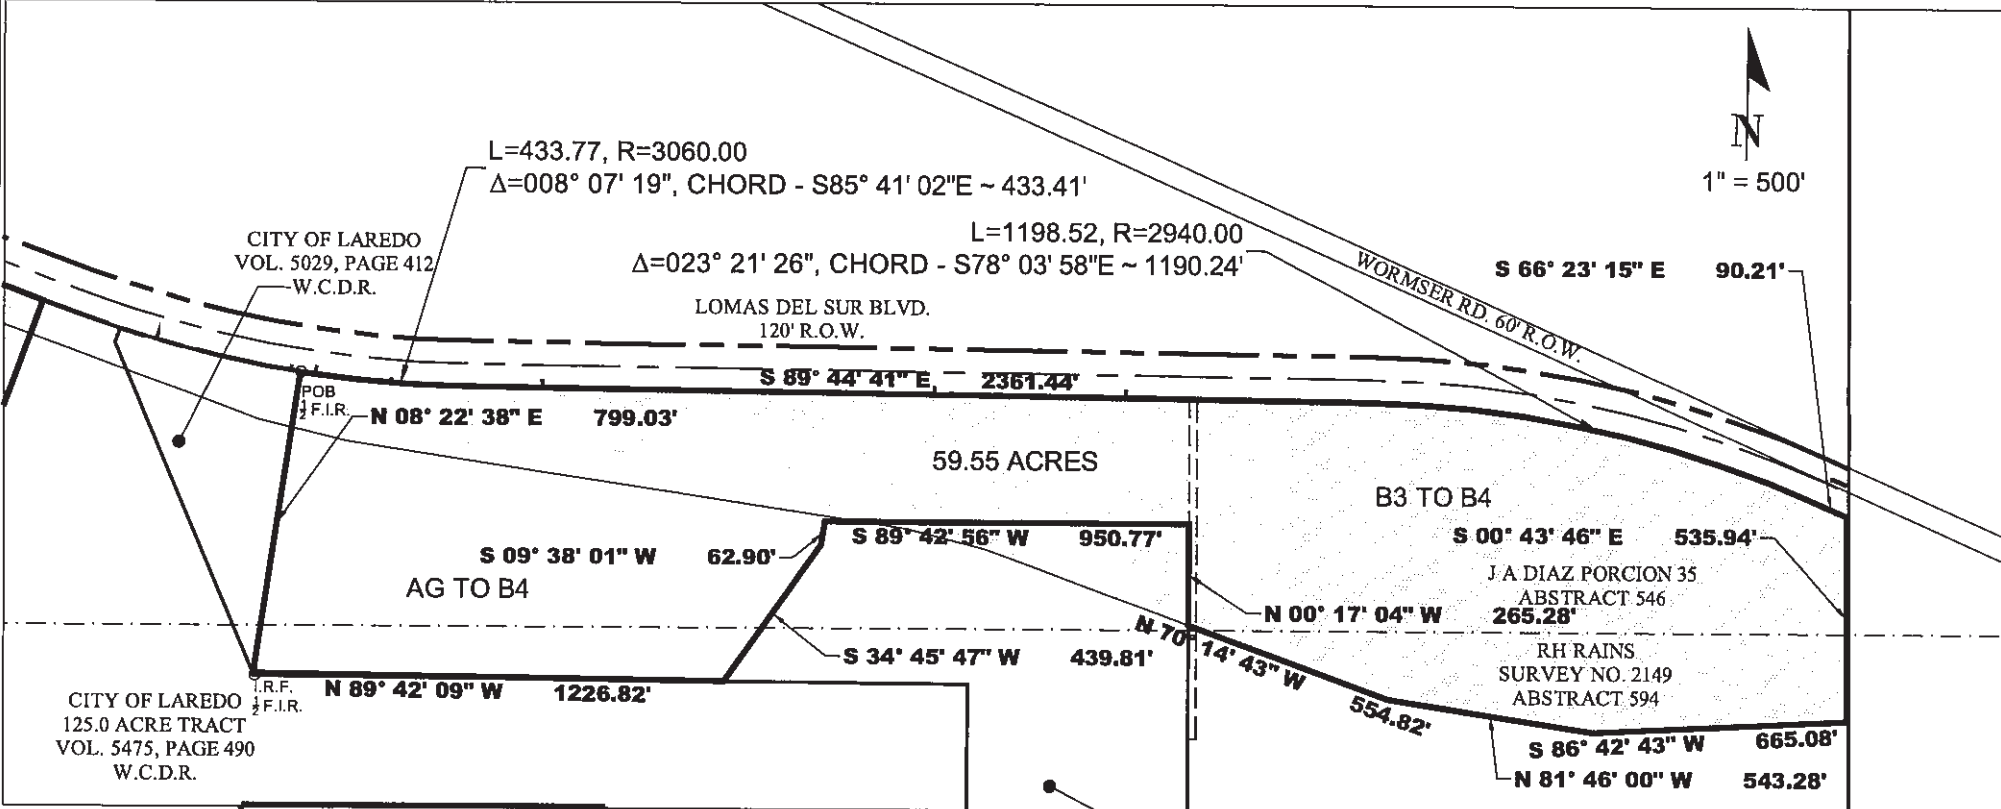 N
1" = 500'
L=433.77, R=3060.00
Δ=008° 07' 19", CHORD - S85° 41' 02"E ~ 433.41'
L=1198.52, R=2940.00
Δ=023° 21' 26", CHORD - S78° 03' 58"E ~ 1190.24'
CITY OF LAREDO
VOL. 5029, PAGE 412
W.C.D.R.
LOMAS DEL SUR BLVD.
120' R.O.W.
WORMSER RD. 60' R.O.W.
S 66° 23' 15" E 90.21'
S 89° 44' 41" E 2361.44'
POB
½ F.I.R.
N 08° 22' 38" E 799.03'
59.55 ACRES
B3 TO B4
S 89° 42' 56" W 950.77'
S 00° 43' 46" E 535.94'
S 09° 38' 01" W 62.90'
AG TO B4
J A DIAZ PORCION 35
ABSTRACT 546
N 00° 17' 04" W 265.28'
N 70° 14' 43" W 554.82'
S 34° 45' 47" W 439.81'
RH RAINS
SURVEY NO. 2149
ABSTRACT 594
I.R.F.
½ F.I.R.
N 89° 42' 09" W 1226.82'
CITY OF LAREDO
125.0 ACRE TRACT
VOL. 5475, PAGE 490
W.C.D.R.
S 86° 42' 43" W 665.08'
N 81° 46' 00" W 543.28'